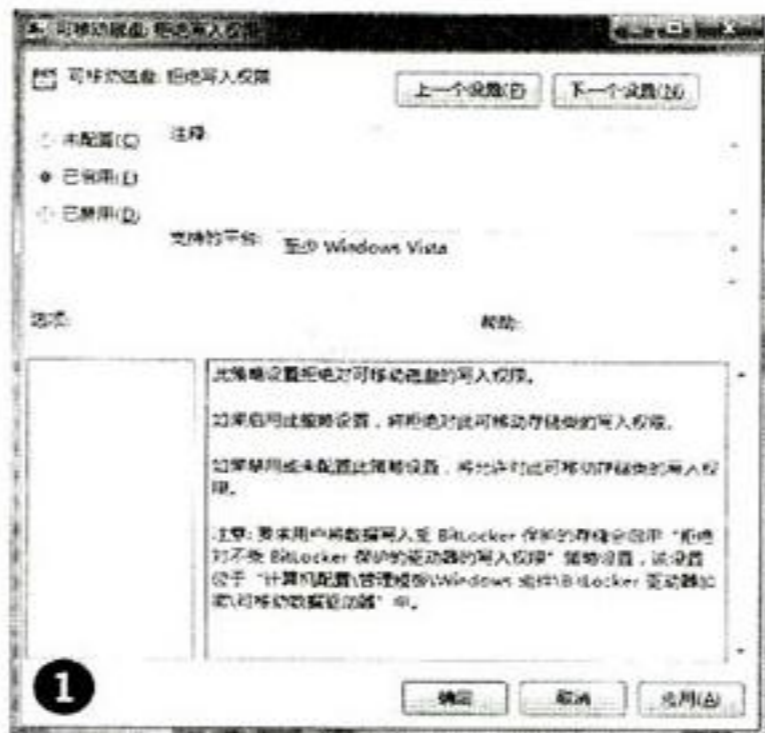 可移动磁盘: 拒绝写入权限
可移动磁盘: 拒绝写入权限
上一个设置(P)
下一个设置(N)
未配置(C)
注释:
已启用(E)
已禁用(D)
支持的平台:
至少 Windows Vista
选项:
帮助:
此策略设置拒绝对可移动磁盘的写入权限。
如果启用此策略设置，将拒绝对此可移动存储类的写入权限。
如果禁用或未配置此策略设置，将允许对此可移动存储类的写入权
限。
注意: 要求用户将数据写入受 BitLocker 保护的存储会启用“拒绝
对不受 BitLocker 保护的驱动器的写入权限”策略设置，该设置
位于“计算机配置\管理模板\Windows 组件\BitLocker 驱动器加
密\可移动数据驱动器”中。
1
确定
取消
应用(A)